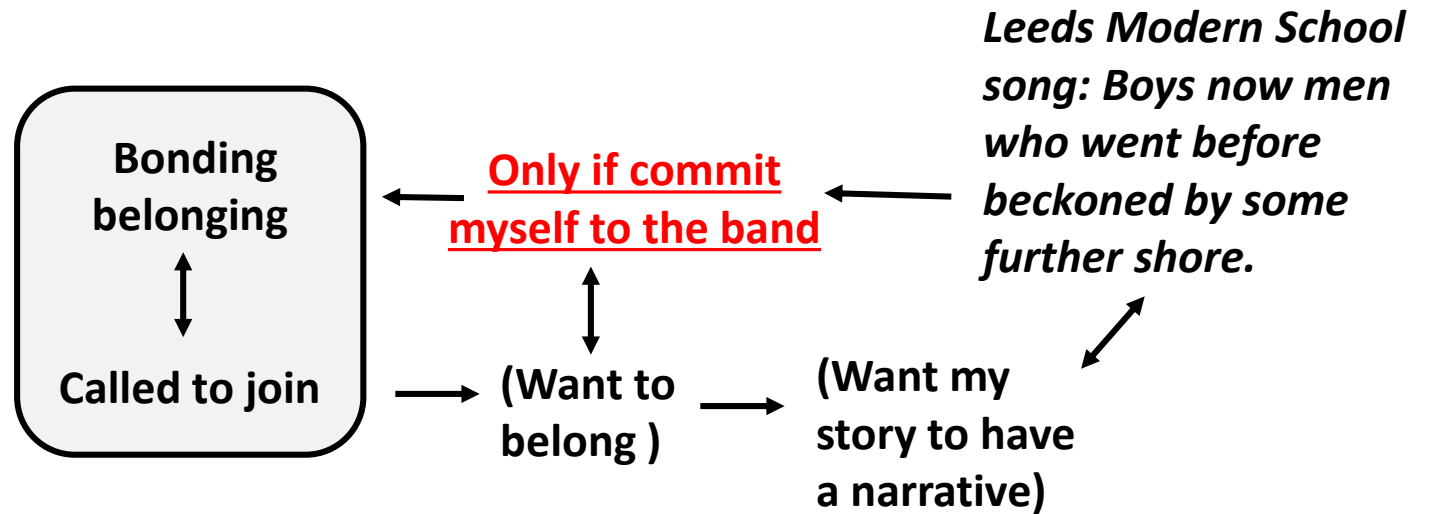 Leeds Modern School
song: Boys now men
who went before
beckoned by some
further shore.
Bonding
belonging
Only if commit
myself to the band
Called to join
(Want to
belong )
(Want my
story to have
a narrative)